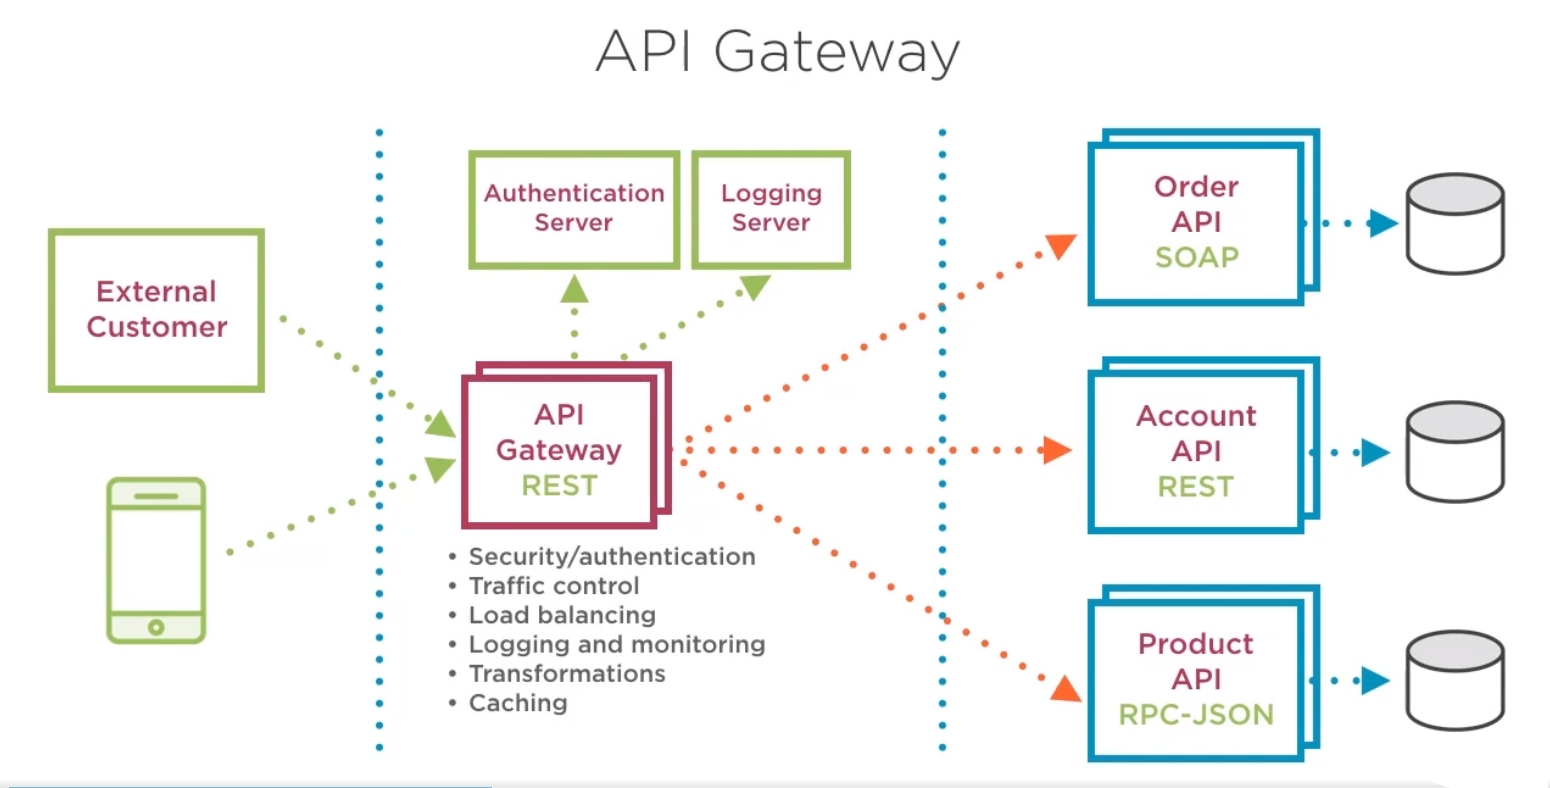 API Gateway
External
Customer
Authentication
Server
Logging
Server
API
Gateway
REST
• Security/authentication
• Traffic control
• Load balancing
• Logging and monitoring
• Transformations
• Caching
Order
API
SOAP
Account
API
REST
Product
API
RPC-JSON